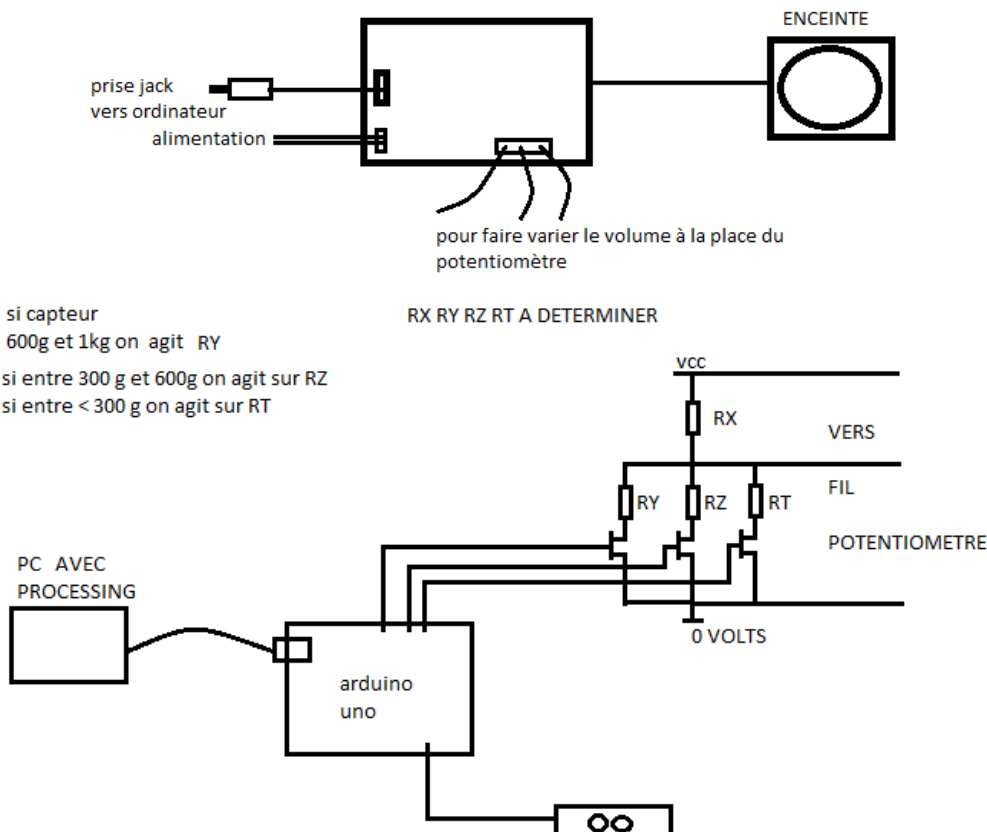 ENCEINTE
prise jack
vers ordinateur
alimentation
pour faire varier le volume à la place du
potentiomètre
si capteur
600g et 1kg on agit RY
si entre 300 g et 600g on agit sur RZ
si entre < 300 g on agit sur RT
RX RY RZ RT A DETERMINER
vcc
RX
VERS
RY
RZ
RT
FIL
POTENTIOMETRE
PC AVEC
PROCESSING
0 VOLTS
arduino
uno